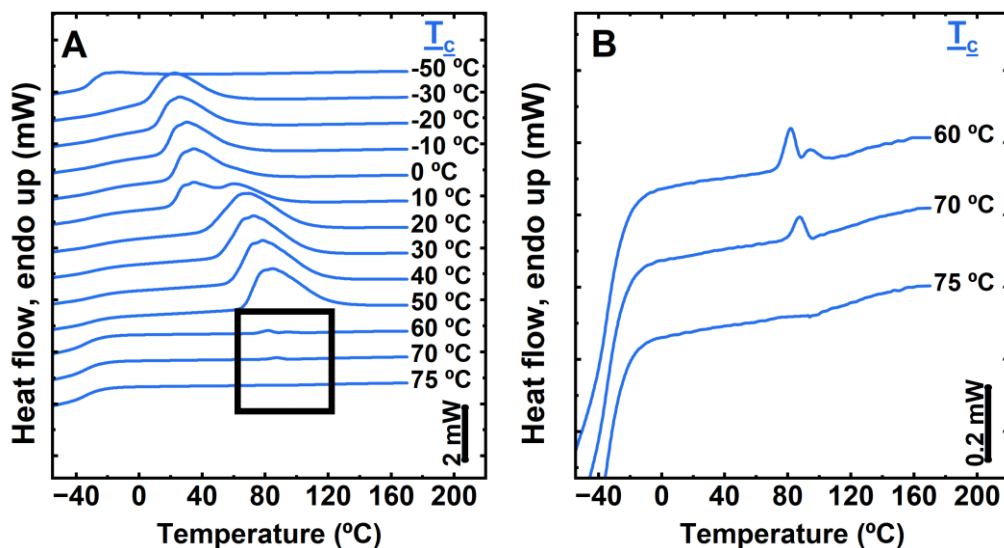 A
T_c
-50 ºC
-30 ºC
-20 ºC
-10 ºC
0 ºC
10 ºC
20 ºC
30 ºC
40 ºC
50 ºC
60 ºC
70 ºC
75 ºC
2 mW
Heat flow, endo up (mW)
−40 0 40 80 120 160 200
Temperature (ºC)
B
T_c
60 ºC
70 ºC
75 ºC
0.2 mW
Heat flow, endo up (mW)
−40 0 40 80 120 160 200
Temperature (ºC)